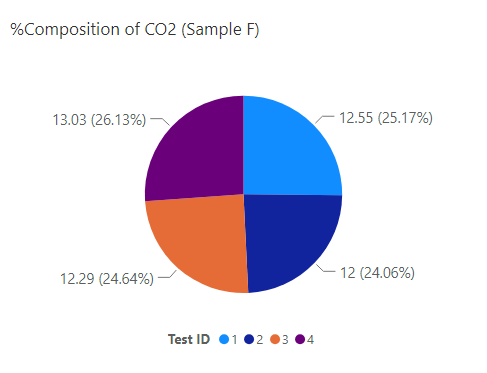 %Composition of CO2 (Sample F)
13.03 (26.13%)
12.55 (25.17%)
12.29 (24.64%)
12 (24.06%)
Test ID 1 2 3 4